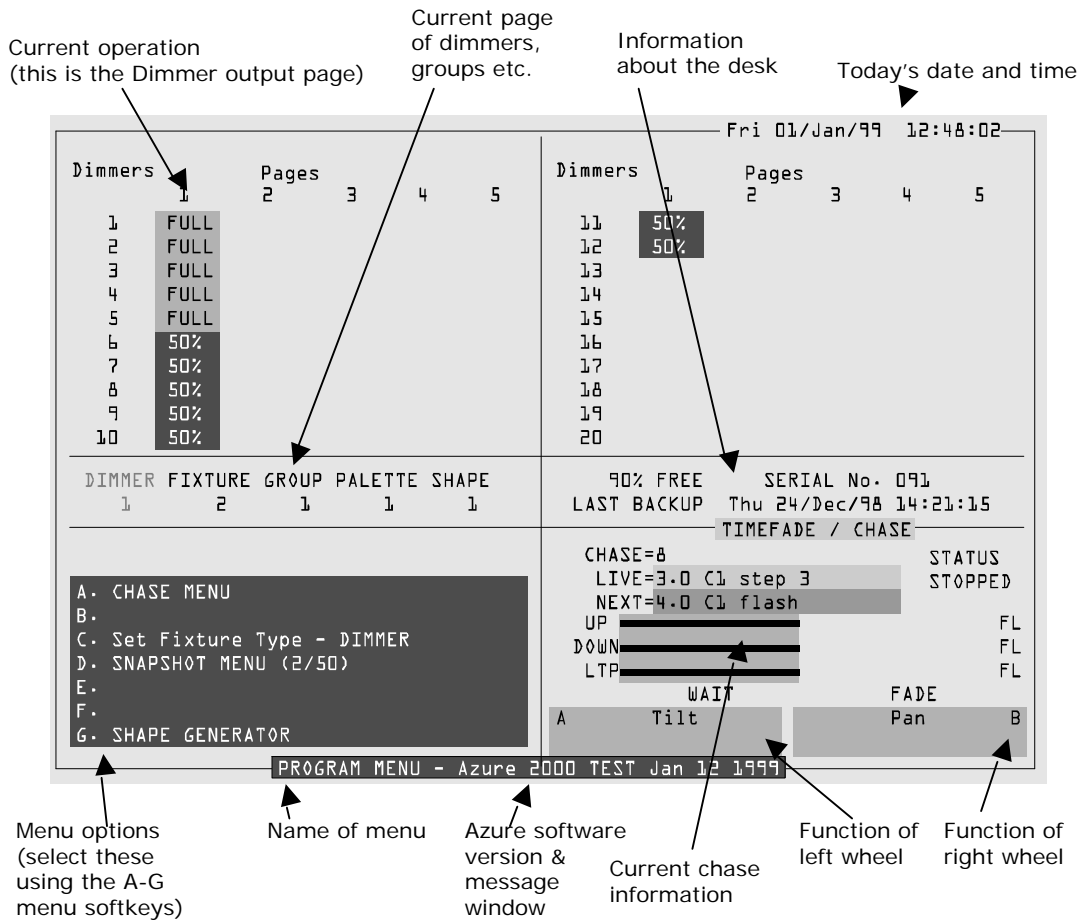 Current operation
(this is the Dimmer output page)
Current page
of dimmers,
groups etc.
Information
about the desk
Today's date and time
Fri 01/Jan/99 12:48:02
Dimmers Pages
1 2 3 4 5
1 FULL
2 FULL
3 FULL
4 FULL
5 FULL
6 50%
7 50%
8 50%
9 50%
10 50%
Dimmers Pages
1 2 3 4 5
11 50%
12 50%
13
14
15
16
17
18
19
20
DIMMER FIXTURE GROUP PALETTE SHAPE
1 2 1 1 1
90% FREE SERIAL No. 091
LAST BACKUP Thu 24/Dec/98 14:21:15
A. CHASE MENU
B.
C. Set Fixture Type - DIMMER
D. SNAPSHOT MENU (2/50)
E.
F.
G. SHAPE GENERATOR
TIMEFADE / CHASE
CHASE=8 STATUS
LIVE=3.0 C1 step 3 STOPPED
NEXT=4.0 C1 flash
UP FL
DOWN FL
LTP FL
WAIT FADE
A Tilt Pan B
PROGRAM MENU - Azure 2000 TEST Jan 12 1999
Menu options
(select these
using the A-G
menu softkeys)
Name of menu
Azure software
version &
message
window
Current chase
information
Function of
left wheel
Function of
right wheel